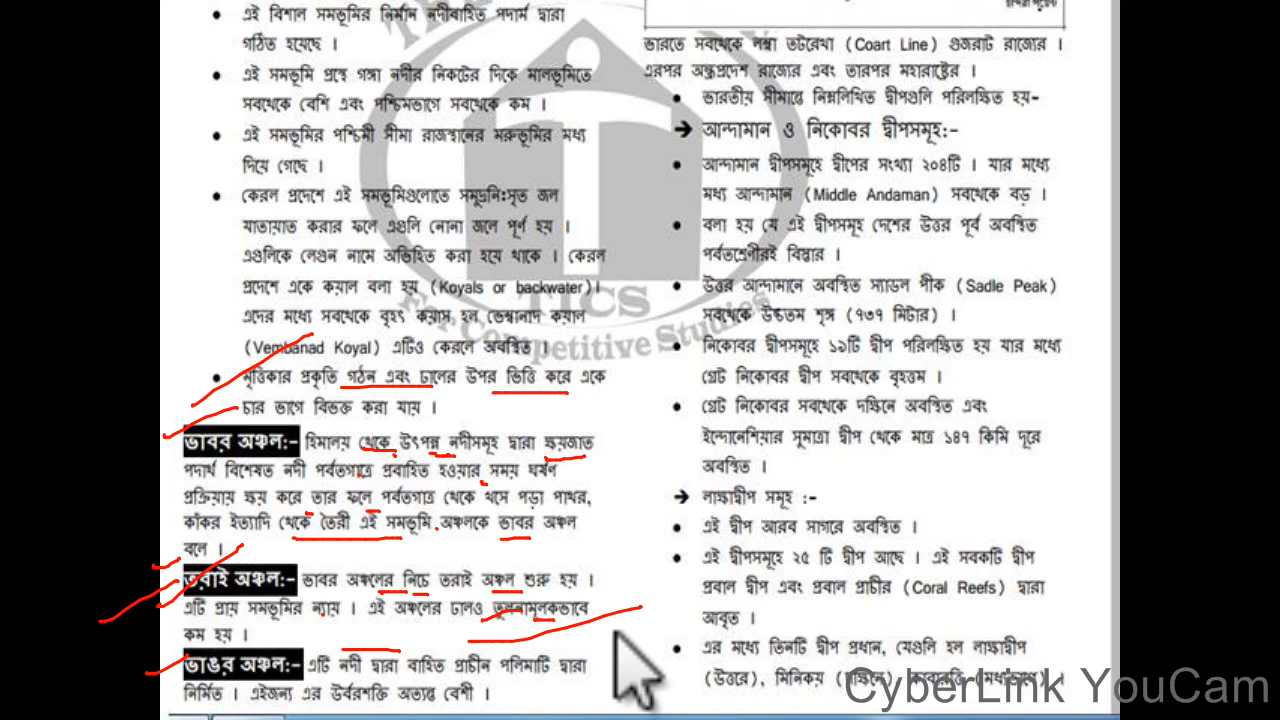 এই বিশাল সমভূমির নির্মান নদীবাহিত পদার্ম দ্বারা
গঠিত হয়েছে ।
এই সমভূমি প্রস্থে গঙ্গা নদীর নিকটের দিকে মালভূমিতে
সবথেকে বেশি এবং পশ্চিমভাগে সবথেকে কম ।
এই সমভূমির পশ্চিমী সীমা রাজস্থানের মরুভূমির মধ্য
দিয়ে গেছে ।
কেরল প্রদেশে এই সমভূমিগুলোতে সমুদ্রনিঃসৃত জল
যাতায়াত করার ফলে এগুলি নোনা জলে পূর্ণ হয় ।
এগুলিকে লেগুন নামে অভিহিত করা হয়ে থাকে । কেরল
প্রদেশে একে কয়াল বলা হয় (Koyals or backwater)।
এদের মধ্যে সবথেকে বৃহৎ কয়াস হল ভেম্বানাদ কয়াল
(Vembanad Koyal) এটিও কেরলে অবস্থিত ।
মৃত্তিকার প্রকৃতি গঠন এবং ঢালের উপর ভিত্তি করে একে
চার ভাগে বিভক্ত করা যায় ।
ভাবর অঞ্চল:- হিমালয় থেকে উৎপন্ন নদীসমূহ দ্বারা ক্ষয়জাত
পদার্থ বিশেষত নদী পর্বতগাত্রে প্রবাহিত হওয়ার সময় ঘর্ষণ
প্রক্রিয়ায় ক্ষয় করে তার ফলে পর্বতগাত্র থেকে খসে পড়া পাথর,
কাঁকর ইত্যাদি থেকে তৈরী এই সমভূমি অঞ্চলকে ভাবর অঞ্চল
বলে ।
তরাই অঞ্চল:- ভাবর অঞ্চলের নিচে তরাই অঞ্চল শুরু হয় ।
এটি প্রায় সমভূমির ন্যায় । এই অঞ্চলের ঢালও তুলনামূলকভাবে
কম হয় ।
ভাঙর অঞ্চল:- এটি নদী দ্বারা বাহিত প্রাচীন পলিমাটি দ্বারা
নির্মিত । এইজন্য এর উর্বরশক্তি অত্যন্ত বেশী ।
ভারতে সবথেকে লম্বা তটরেখা (Coart Line) গুজরাট রাজ্যের ।
এরপর অন্ধ্রপ্রদেশ রাজ্যের এবং তারপর মহারাষ্ট্রের ।
ভারতীয় সীমান্তে নিম্নলিখিত দ্বীপগুলি পরিলক্ষিত হয়-
➔ আন্দামান ও নিকোবর দ্বীপসমূহ:-
আন্দামান দ্বীপসমূহে দ্বীপের সংখ্যা ২০৪টি । যার মধ্যে
মধ্য আন্দামান (Middle Andaman) সবথেকে বড় ।
বলা হয় যে এই দ্বীপসমূহ দেশের উত্তর পূর্ব অবস্থিত
পর্বতশ্রেণীরই বিস্তার ।
উত্তর আন্দামানে অবস্থিত স্যাডল পীক (Sadle Peak)
সবথেকে উচ্চতম শৃঙ্গ (৭৩৭ মিটার) ।
নিকোবর দ্বীপসমূহে ১৯টি দ্বীপ পরিলক্ষিত হয় যার মধ্যে
গ্রেট নিকোবর দ্বীপ সবথেকে বৃহত্তম ।
গ্রেট নিকোবর সবথেকে দক্ষিনে অবস্থিত এবং
ইন্দোনেশিয়ার সুমাত্রা দ্বীপ থেকে মাত্র ১৪৭ কিমি দূরে
অবস্থিত ।
➔ লাক্ষাদ্বীপ সমূহ :-
এই দ্বীপ আরব সাগরে অবস্থিত ।
এই দ্বীপসমূহে ২৫ টি দ্বীপ আছে । এই সবকটি দ্বীপ
প্রবাল দ্বীপ এবং প্রবাল প্রাচীর (Coral Reefs) দ্বারা
আবৃত ।
এর মধ্যে তিনটি দ্বীপ প্রধান, যেগুলি হল লাক্ষাদ্বীপ
(উত্তরে), মিনিকয়
TICS
For Competitive Studies
CyberLink YouCam